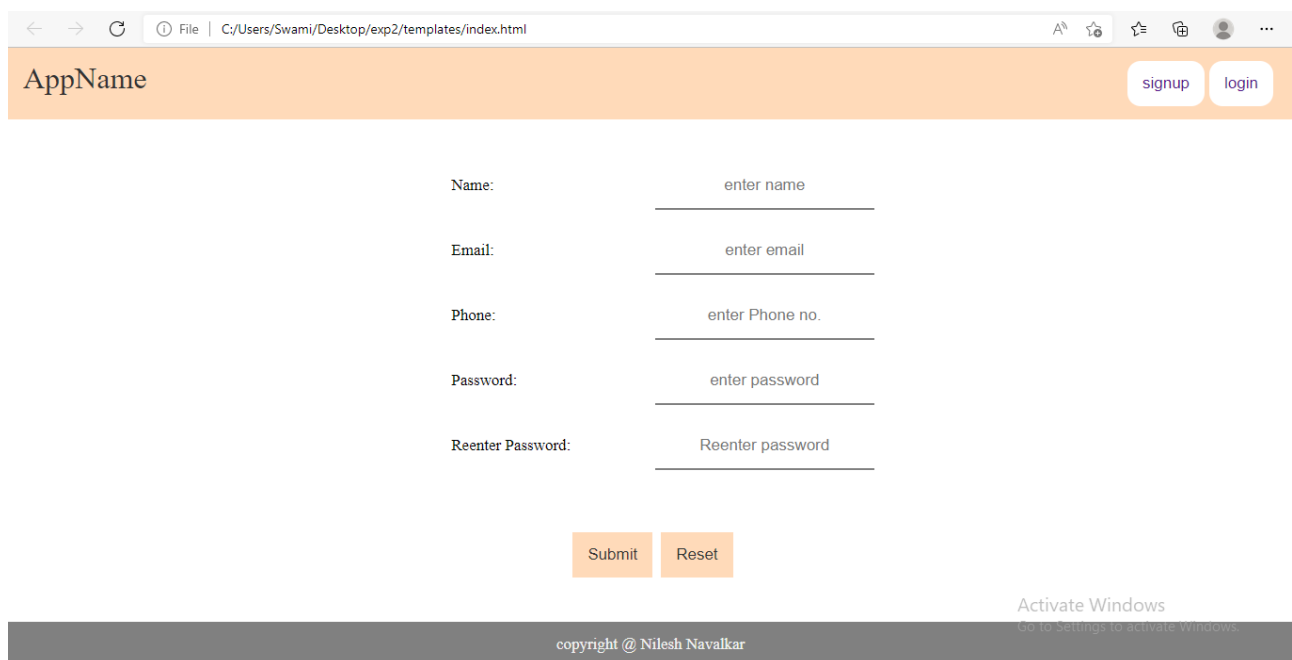 File | C:/Users/Swami/Desktop/exp2/templates/index.html
AppName
signup login
Name: enter name
Email: enter email
Phone: enter Phone no.
Password: enter password
Reenter Password: Reenter password
Submit Reset
Activate Windows
Go to Settings to activate Windows.
copyright @ Nilesh Navalkar